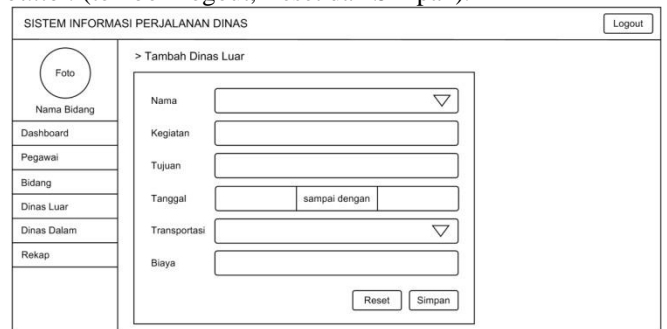 SISTEM INFORMASI PERJALANAN DINAS
Logout
Foto
Nama Bidang
Dashboard
Pegawai
Bidang
Dinas Luar
Dinas Dalam
Rekap
> Tambah Dinas Luar
Nama
Kegiatan
Tujuan
Tanggal sampai dengan
Transportasi
Biaya
Reset Simpan